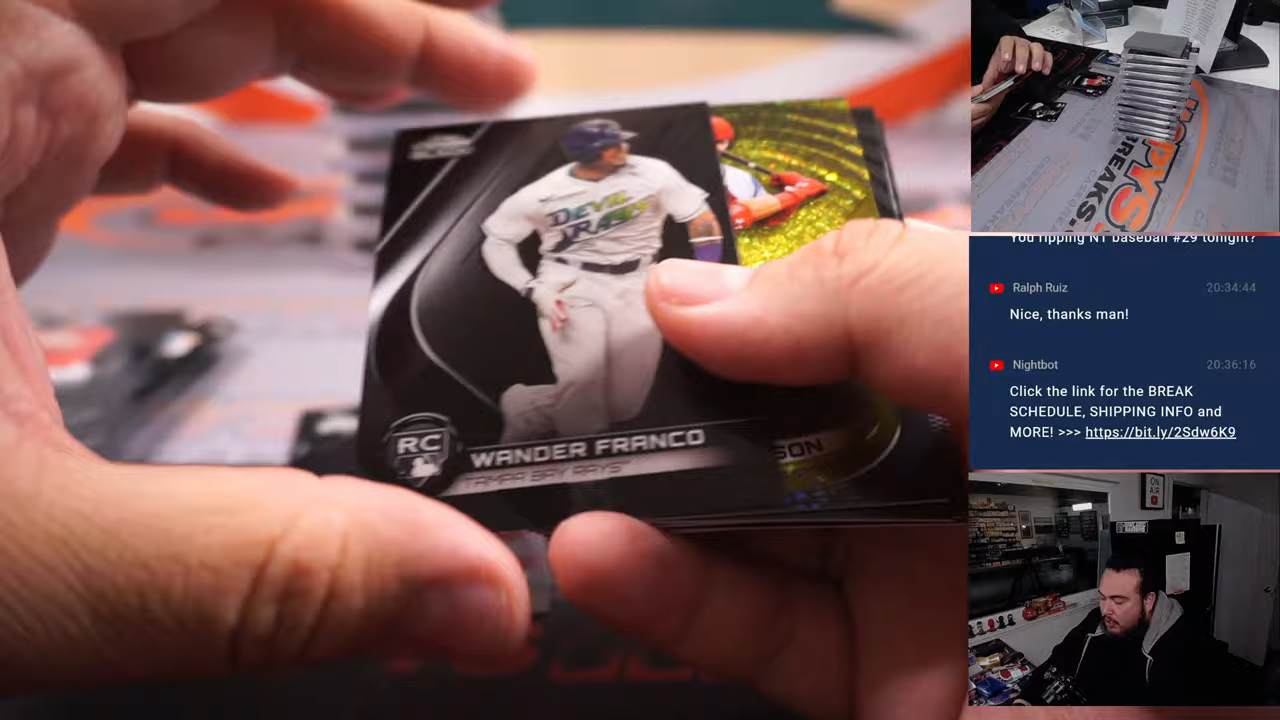 DEVIL
RAYS
RC
WANDER FRANCO
TAMPA BAY RAYS
SON
BREAKS.
You ripping NT baseball #29 tonight?
Ralph Ruiz 20:34:44
Nice, thanks man!
Nightbot 20:36:16
Click the link for the BREAK
SCHEDULE, SHIPPING INFO and
MORE! >>> https://bit.ly/2Sdw6K9
ON
AIR